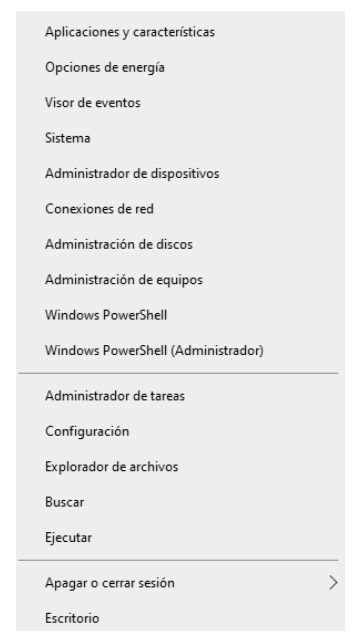 Aplicaciones y características
Opciones de energía
Visor de eventos
Sistema
Administrador de dispositivos
Conexiones de red
Administración de discos
Administración de equipos
Windows PowerShell
Windows PowerShell (Administrador)
Administrador de tareas
Configuración
Explorador de archivos
Buscar
Ejecutar
Apagar o cerrar sesión
Escritorio